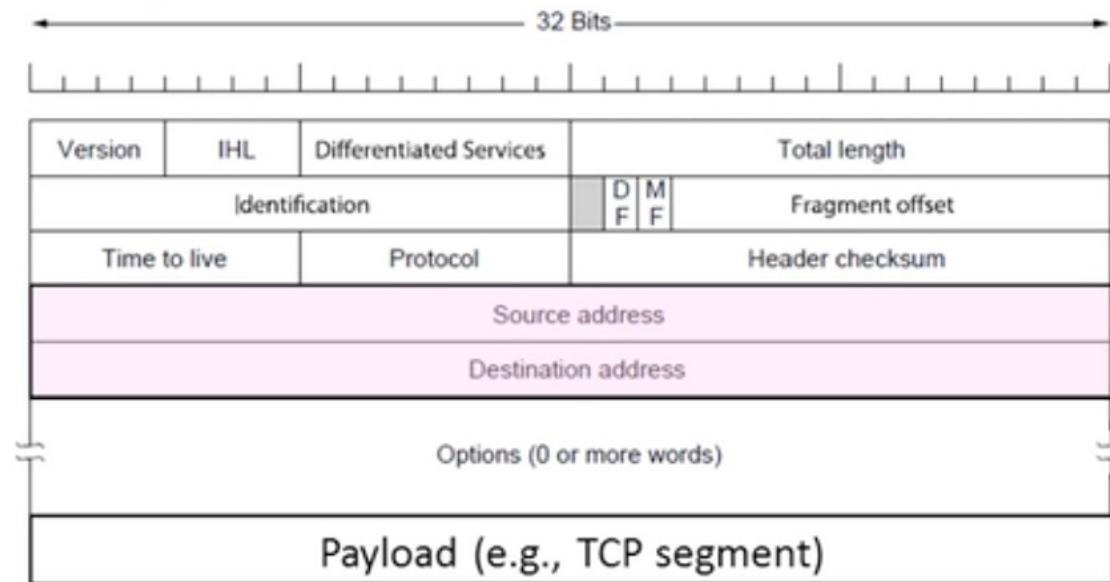 32 Bits
Version IHL Differentiated Services Total length
Identification D F M F Fragment offset
Time to live Protocol Header checksum
Source address
Destination address
Options (0 or more words)
Payload (e.g., TCP segment)